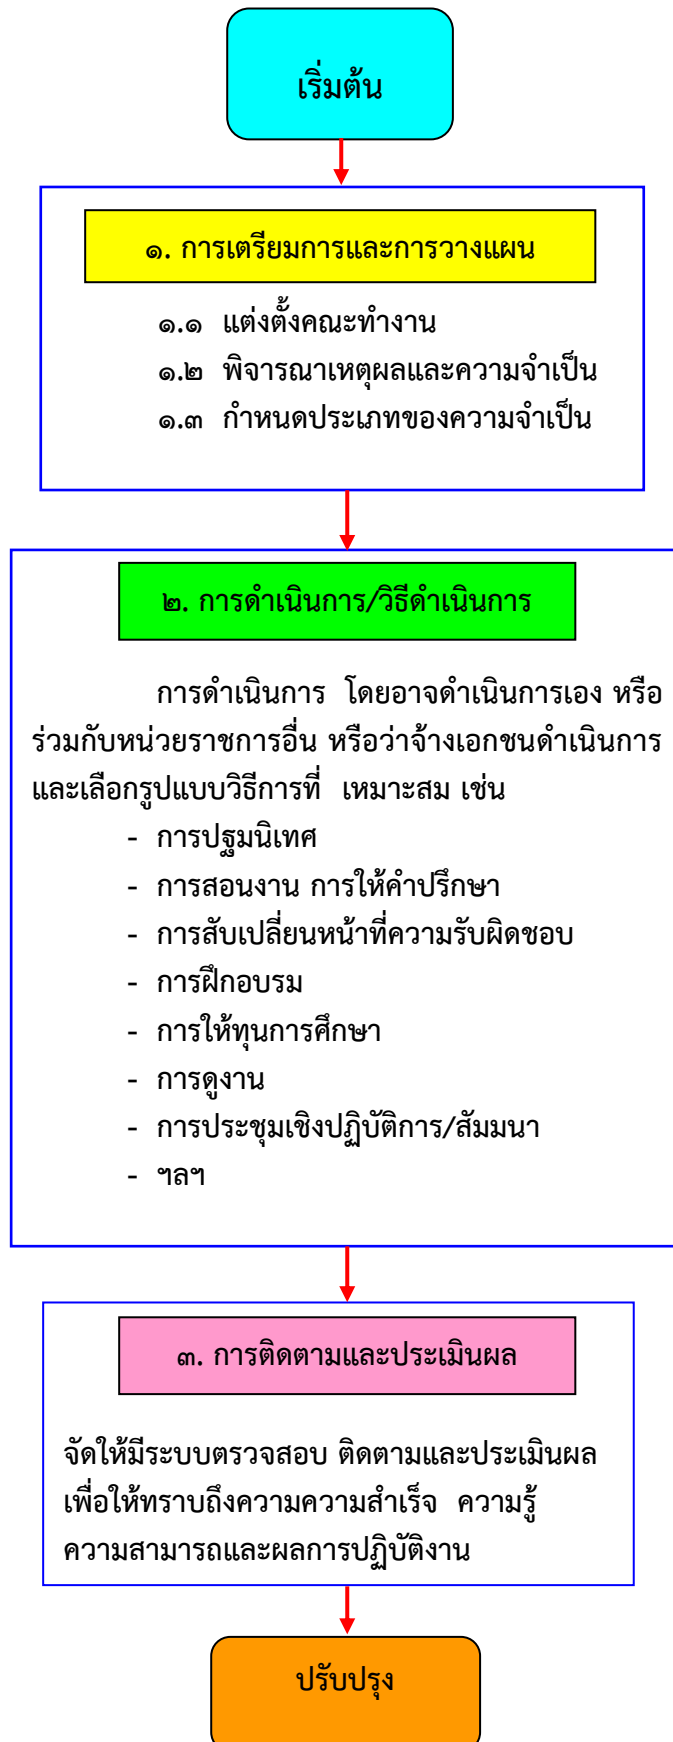 เริ่มต้น
๑. การเตรียมการและการวางแผน
๑.๑ แต่งตั้งคณะทำงาน
๑.๒ พิจารณาเหตุผลและความจำเป็น
๑.๓ กำหนดประเภทของความจำเป็น
๒. การดำเนินการ/วิธีดำเนินการ
การดำเนินการ โดยอาจดำเนินการเอง หรือ
ร่วมกับหน่วยราชการอื่น หรือว่าจ้างเอกชนดำเนินการ
และเลือกรูปแบบวิธีการที่ เหมาะสม เช่น
- การปฐมนิเทศ
- การสอนงาน การให้คำปรึกษา
- การสับเปลี่ยนหน้าที่ความรับผิดชอบ
- การฝึกอบรม
- การให้ทุนการศึกษา
- การดูงาน
- การประชุมเชิงปฏิบัติการ/สัมมนา
- ฯลฯ
๓. การติดตามและประเมินผล
จัดให้มีระบบตรวจสอบ ติดตามและประเมินผล
เพื่อให้ทราบถึงความความสำเร็จ ความรู้
ความสามารถและผลการปฏิบัติงาน
ปรับปรุง